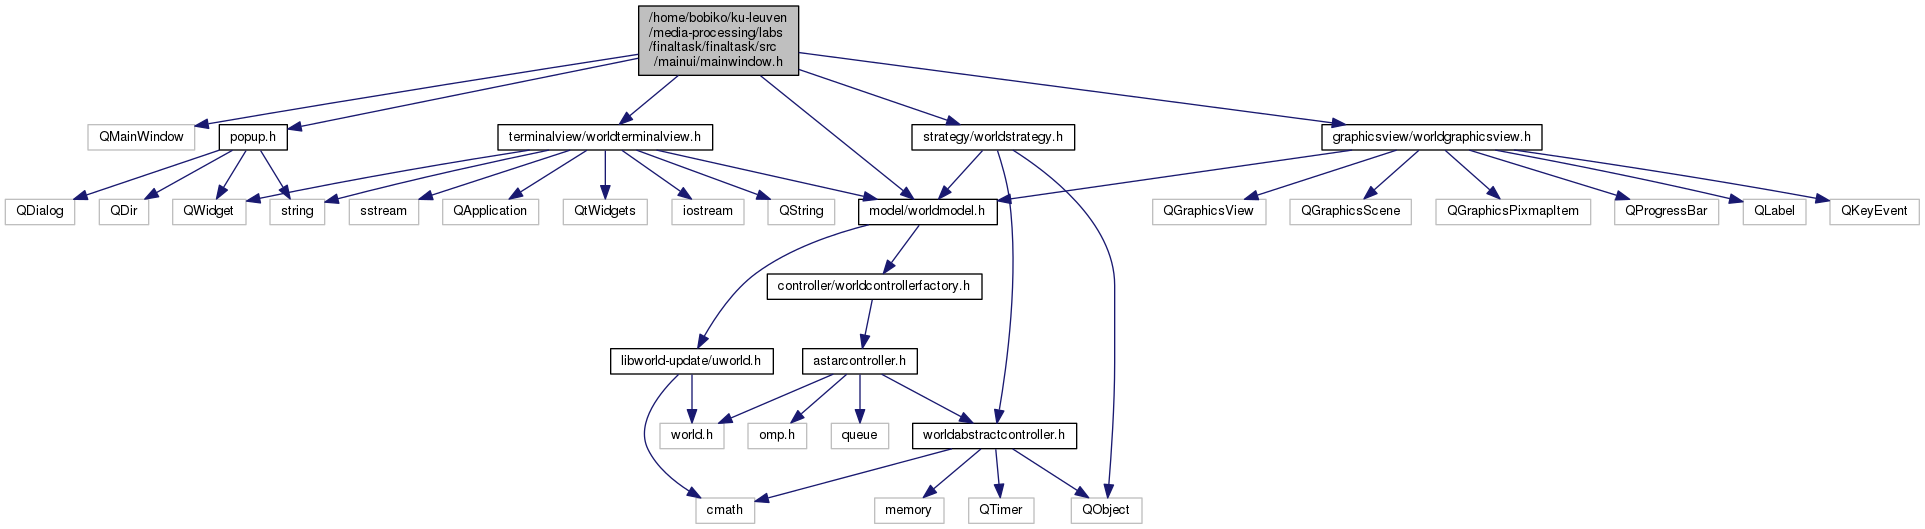 /home/bobiko/ku-leuven
/media-processing/labs
/finaltask/finaltask/src
/mainui/mainwindow.h
QMainWindow
popup.h
terminalview/worldterminalview.h
strategy/worldstrategy.h
graphicsview/worldgraphicsview.h
QDialog
QDir
QWidget
string
sstream
QApplication
QtWidgets
iostream
QString
model/worldmodel.h
QGraphicsView
QGraphicsScene
QGraphicsPixmapItem
QProgressBar
QLabel
QKeyEvent
controller/worldcontrollerfactory.h
libworld-update/uworld.h
astarcontroller.h
world.h
omp.h
queue
worldabstractcontroller.h
cmath
memory
QTimer
QObject